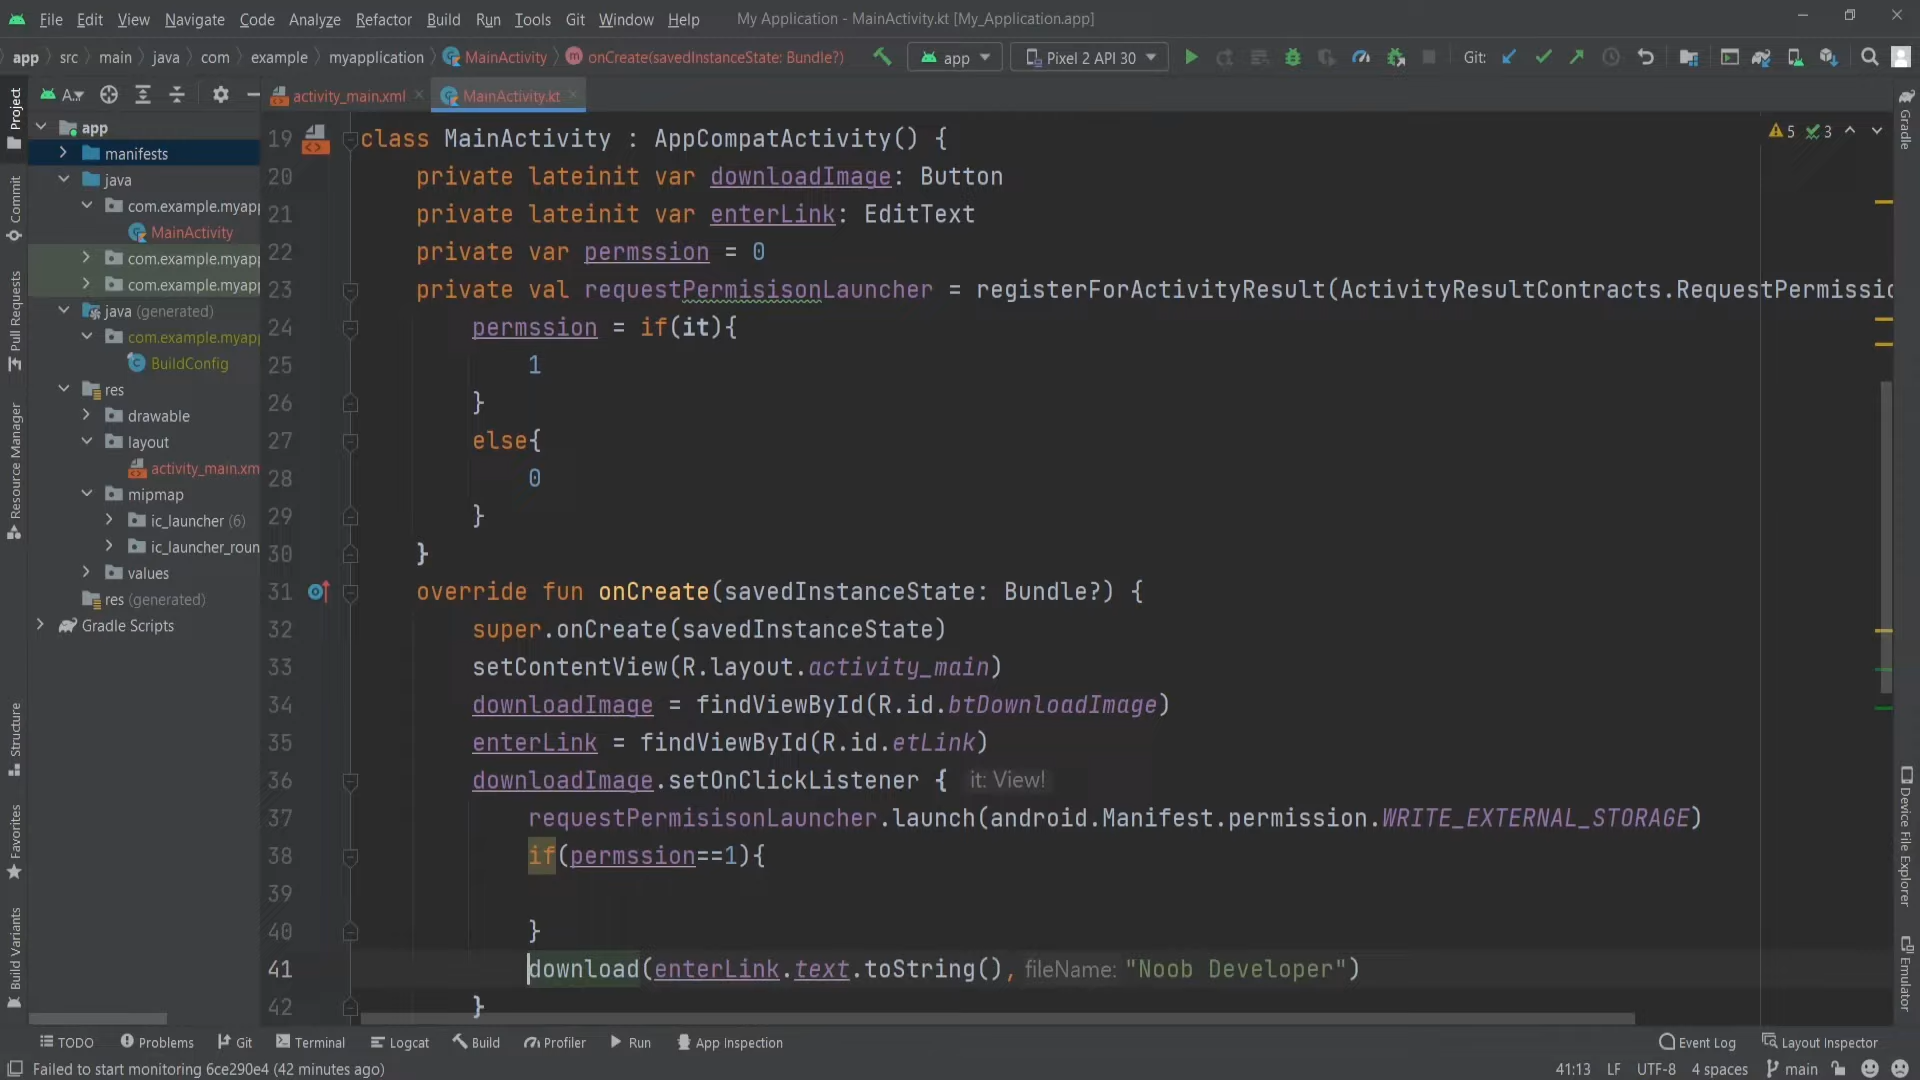 File Edit View Navigate Code Analyze Refactor Build Run Tools Git Window Help My Application - MainActivity.kt [My_Application.app]
app src main java com example myapplication MainActivity onCreate(savedInstanceState: Bundle?) app Pixel 2 API 30 Git:
A... activity_main.xml MainActivity.kt
Project
Commit
Pull Requests
Resource Manager
Structure
Favorites
Build Variants
app
manifests
java
com.example.myapp
MainActivity
com.example.myapp
com.example.myapp
java (generated)
com.example.myapp
BuildConfig
res
drawable
layout
activity_main.xm
mipmap
ic_launcher (6)
ic_launcher_roun
values
res (generated)
Gradle Scripts
5 3
19 class MainActivity : AppCompatActivity() {
20 private lateinit var downloadImage: Button
21 private lateinit var enterLink: EditText
22 private var permssion = 0
23 private val requestPermisisonLauncher = registerForActivityResult(ActivityResultContracts.RequestPermissio
24 permssion = if(it){
25 1
26 }
27 else{
28 0
29 }
30 }
31 override fun onCreate(savedInstanceState: Bundle?) {
32 super.onCreate(savedInstanceState)
33 setContentView(R.layout.activity_main)
34 downloadImage = findViewById(R.id.btDownloadImage)
35 enterLink = findViewById(R.id.etLink)
36 downloadImage.setOnClickListener { it: View!
37 requestPermisisonLauncher.launch(android.Manifest.permission.WRITE_EXTERNAL_STORAGE)
38 if(permssion==1){
39
40 }
41 download(enterLink.text.toString(), fileName: "Noob Developer")
42 }
Gradle
Device File Explorer
Emulator
TODO Problems Git Terminal Logcat Build Profiler Run App Inspection Event Log Layout Inspector
Failed to start monitoring 6ce290e4 (42 minutes ago) 41:13 LF UTF-8 4 spaces main